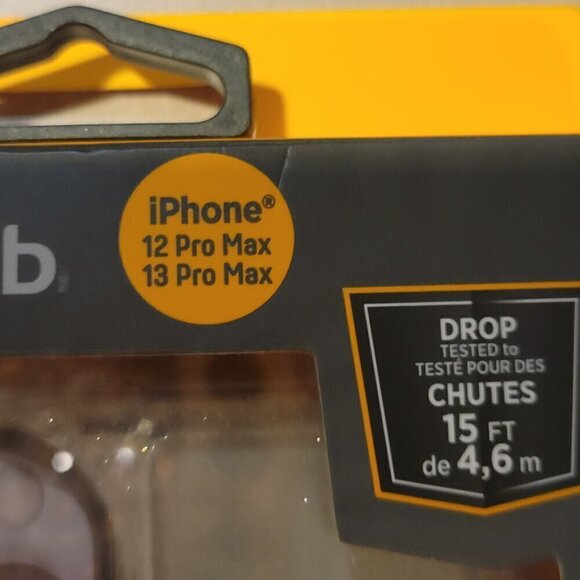 b
iPhone®
12 Pro Max
13 Pro Max
DROP
TESTED to
TESTÉ POUR DES
CHUTES
15 FT
de 4,6 m